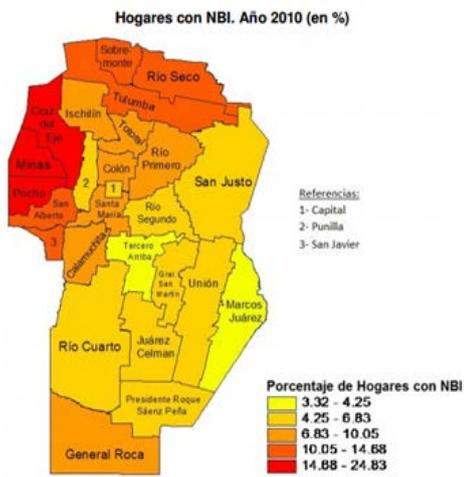 Hogares con NBI. Año 2010 (en %)
Sobre-
monte
Río Seco
Tulumba
Cruz
del
Eje
Ischilín
Totoral
Río
Primero
Minas
Colón
San Justo
2
1
Pocho
San
Alberto
Santa
María
Río
Segundo
3
Calamuchita
Tercero
Arriba
Gral.
San
Martín
Unión
Marcos
Juárez
Río Cuarto
Juárez
Celman
Presidente Roque
Sáenz Peña
General Roca
Referencias:
1- Capital
2- Punilla
3- San Javier
Porcentaje de Hogares con NBI
3.32 - 4.25
4.25 - 6.83
6.83 - 10.05
10.05 - 14.68
14.68 - 24.83